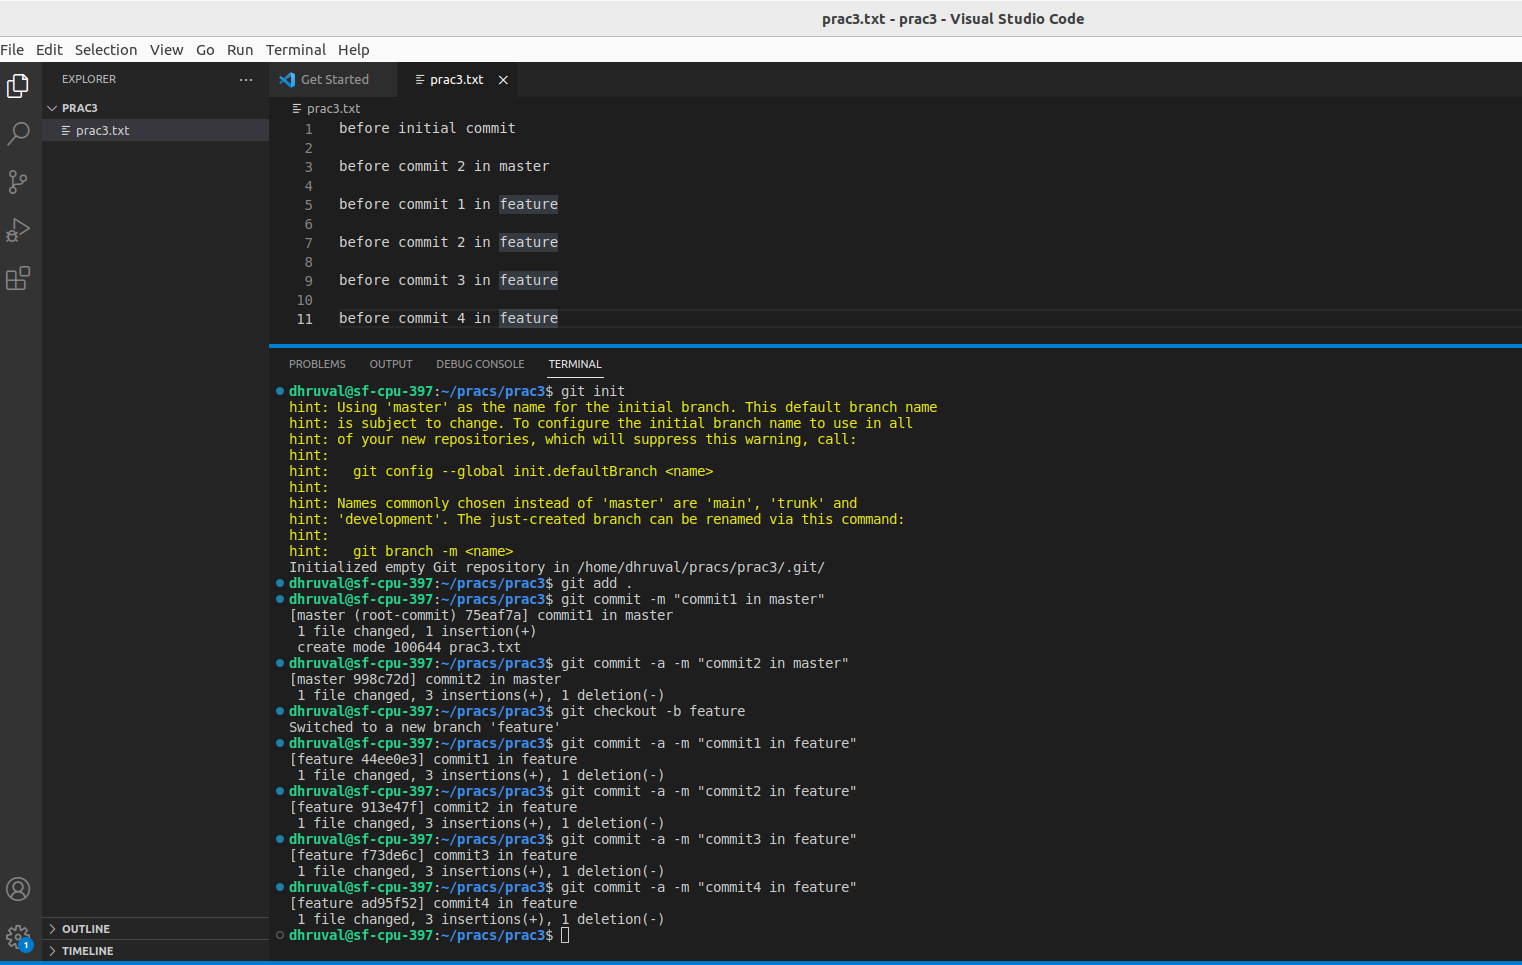 prac3.txt - prac3 - Visual Studio Code
File Edit Selection View Go Run Terminal Help
EXPLORER ···
PRAC3
prac3.txt
OUTLINE
TIMELINE
1
Get Started prac3.txt
prac3.txt
1 before initial commit
2
3 before commit 2 in master
4
5 before commit 1 in feature
6
7 before commit 2 in feature
8
9 before commit 3 in feature
10
11 before commit 4 in feature
PROBLEMS OUTPUT DEBUG CONSOLE TERMINAL
dhruval@sf-cpu-397:~/pracs/prac3$ git init
hint: Using 'master' as the name for the initial branch. This default branch name
hint: is subject to change. To configure the initial branch name to use in all
hint: of your new repositories, which will suppress this warning, call:
hint:
hint:   git config --global init.defaultBranch <name>
hint:
hint: Names commonly chosen instead of 'master' are 'main', 'trunk' and
hint: 'development'. The just-created branch can be renamed via this command:
hint:
hint:   git branch -m <name>
Initialized empty Git repository in /home/dhruval/pracs/prac3/.git/
dhruval@sf-cpu-397:~/pracs/prac3$ git add .
dhruval@sf-cpu-397:~/pracs/prac3$ git commit -m "commit1 in master"
[master (root-commit) 75eaf7a] commit1 in master
 1 file changed, 1 insertion(+)
 create mode 100644 prac3.txt
dhruval@sf-cpu-397:~/pracs/prac3$ git commit -a -m "commit2 in master"
[master 998c72d] commit2 in master
 1 file changed, 3 insertions(+), 1 deletion(-)
dhruval@sf-cpu-397:~/pracs/prac3$ git checkout -b feature
Switched to a new branch 'feature'
dhruval@sf-cpu-397:~/pracs/prac3$ git commit -a -m "commit1 in feature"
[feature 44ee0e3] commit1 in feature
 1 file changed, 3 insertions(+), 1 deletion(-)
dhruval@sf-cpu-397:~/pracs/prac3$ git commit -a -m "commit2 in feature"
[feature 913e47f] commit2 in feature
 1 file changed, 3 insertions(+), 1 deletion(-)
dhruval@sf-cpu-397:~/pracs/prac3$ git commit -a -m "commit3 in feature"
[feature f73de6c] commit3 in feature
 1 file changed, 3 insertions(+), 1 deletion(-)
dhruval@sf-cpu-397:~/pracs/prac3$ git commit -a -m "commit4 in feature"
[feature ad95f52] commit4 in feature
 1 file changed, 3 insertions(+), 1 deletion(-)
dhruval@sf-cpu-397:~/pracs/prac3$